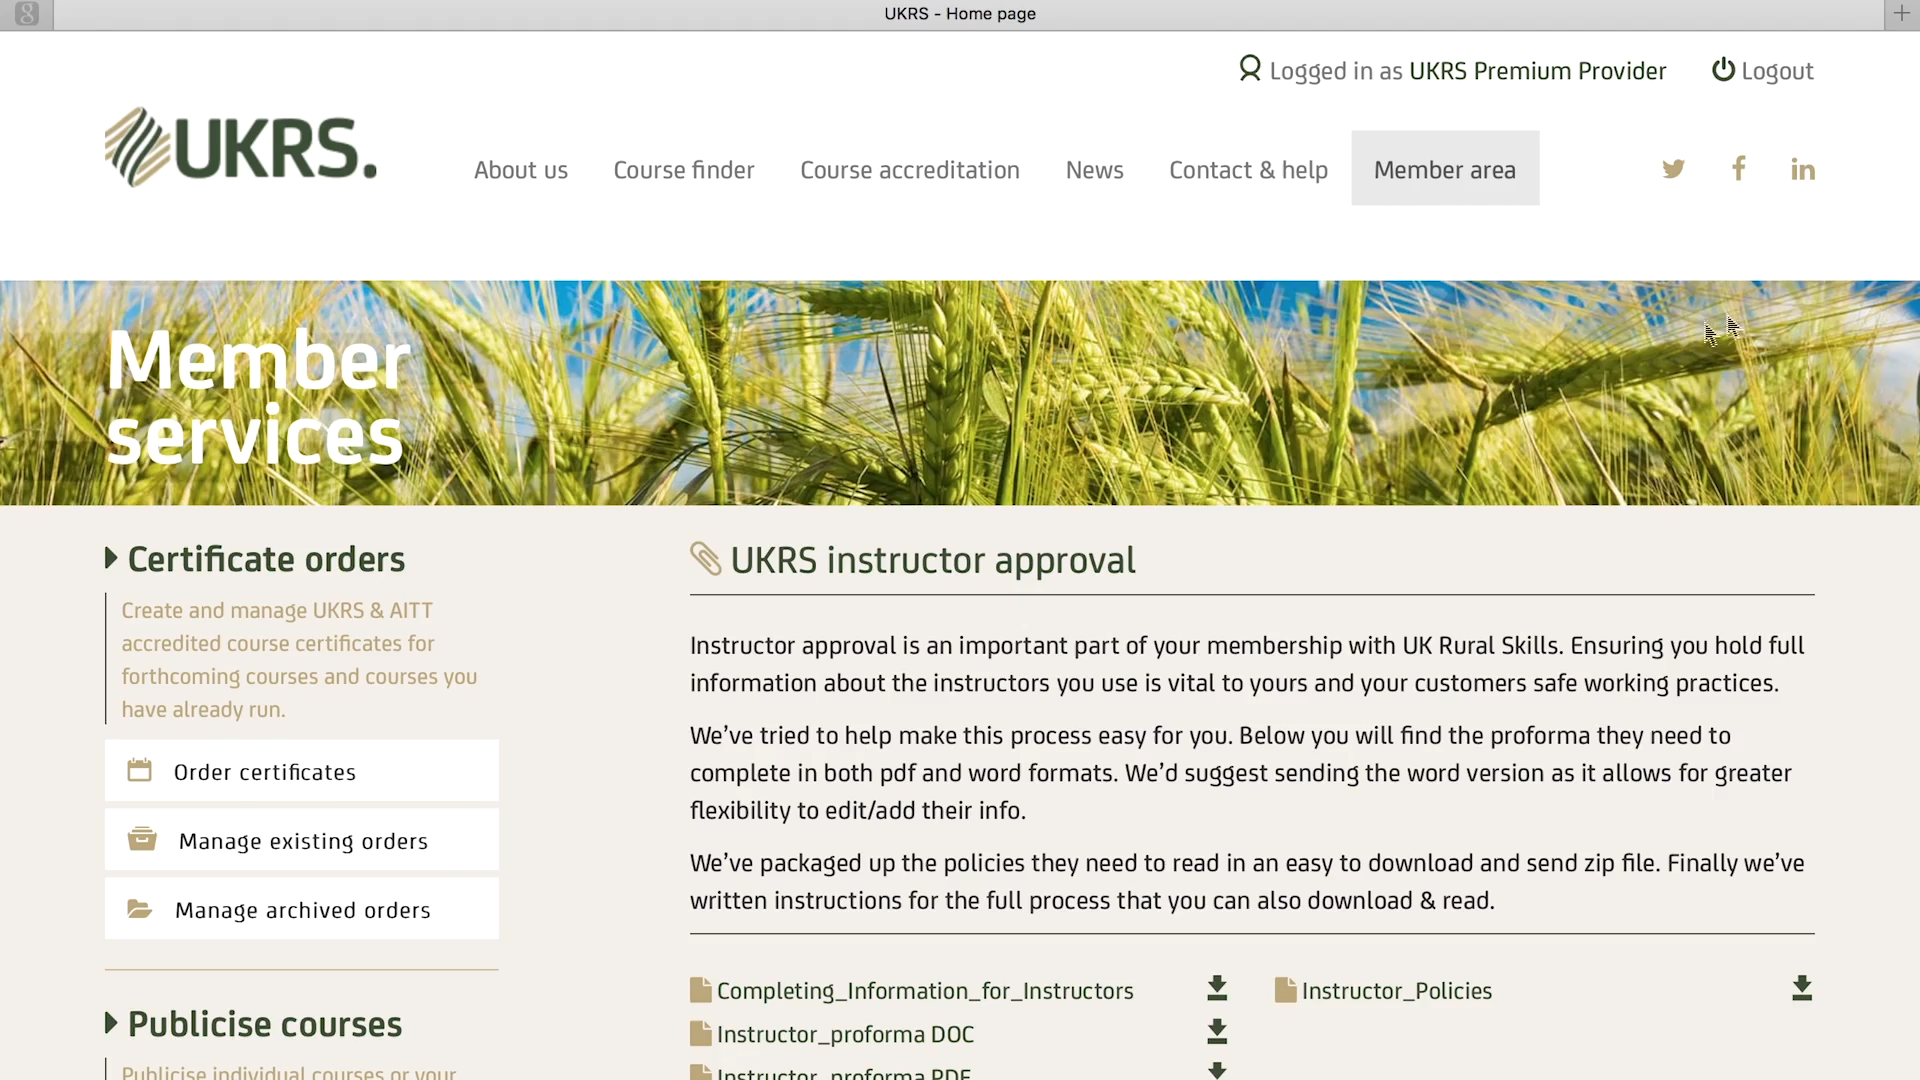 UKRS - Home page
Logged in as UKRS Premium Provider
Logout
UKRS.
About us
Course finder
Course accreditation
News
Contact & help
Member area
Member
services
Certificate orders
Create and manage UKRS & AITT
accredited course certificates for
forthcoming courses and courses you
have already run.
Order certificates
Manage existing orders
Manage archived orders
Publicise courses
Publicise individual courses or your
UKRS instructor approval
Instructor approval is an important part of your membership with UK Rural Skills. Ensuring you hold full
information about the instructors you use is vital to yours and your customers safe working practices.
We’ve tried to help make this process easy for you. Below you will find the proforma they need to
complete in both pdf and word formats. We’d suggest sending the word version as it allows for greater
flexibility to edit/add their info.
We’ve packaged up the policies they need to read in an easy to download and send zip file. Finally we’ve
written instructions for the full process that you can also download & read.
Completing_Information_for_Instructors
Instructor_Policies
Instructor_proforma DOC
Instructor_proforma PDF